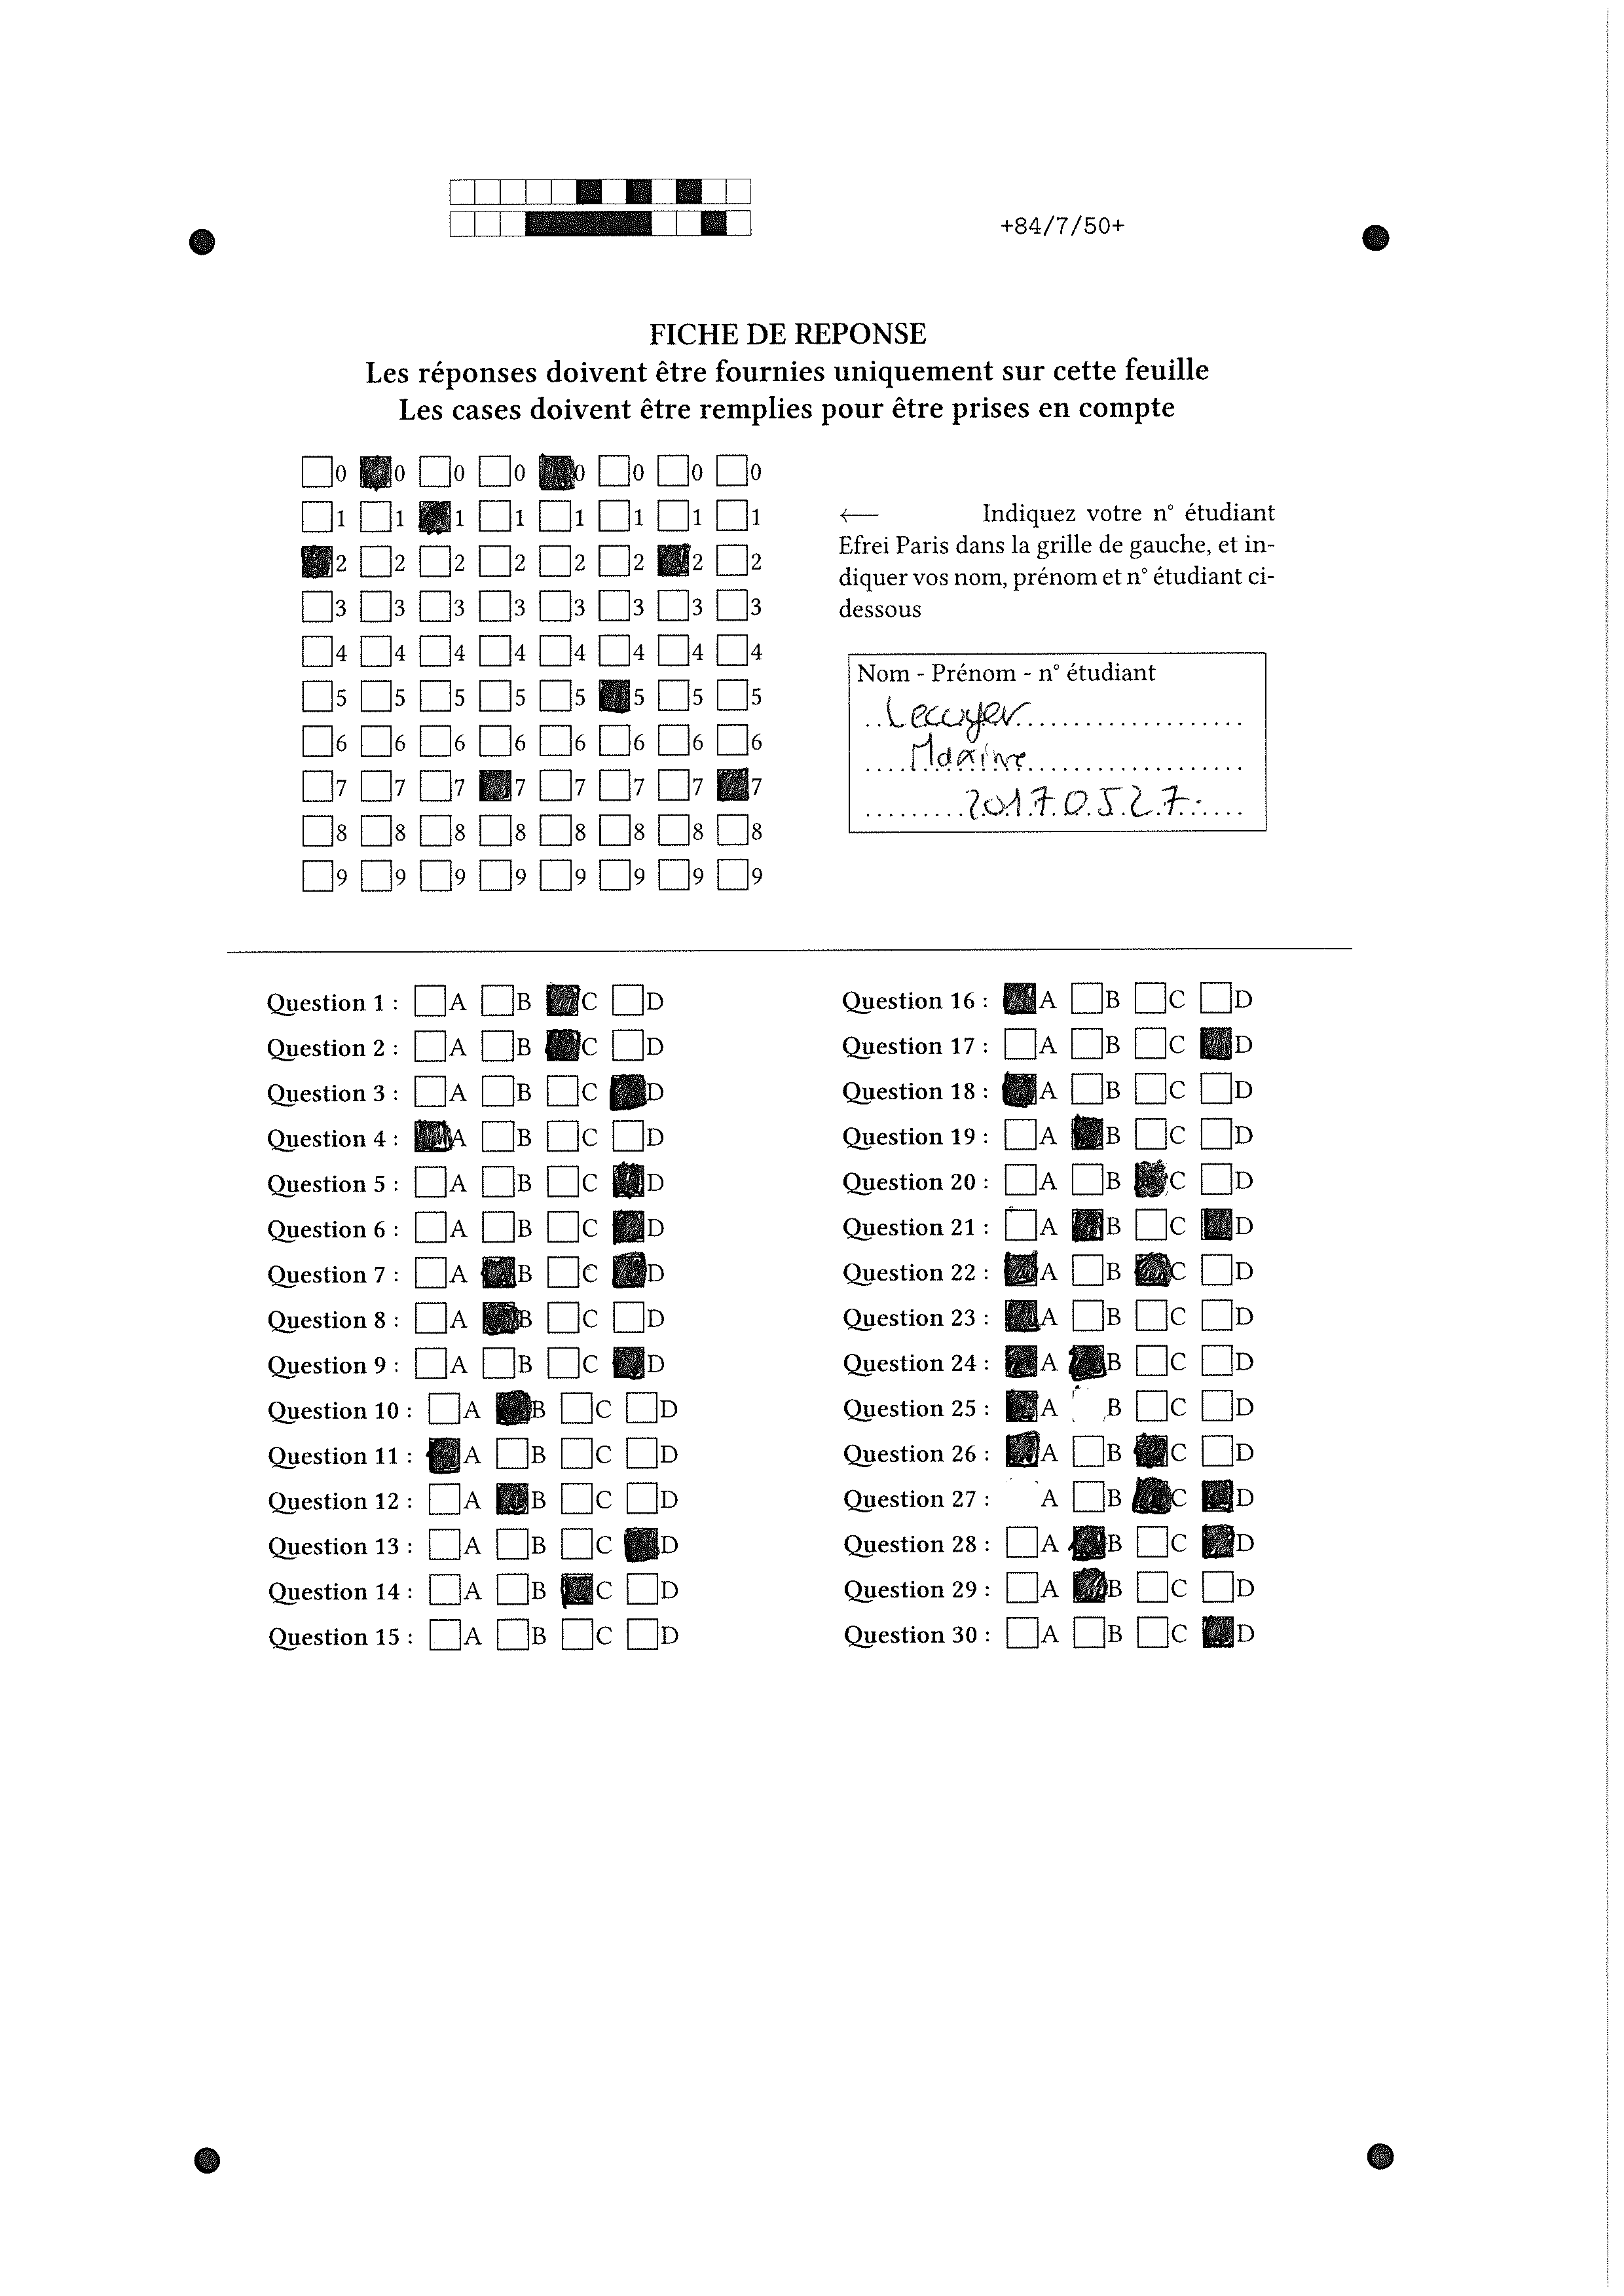 +84/7/50+
FICHE DE REPONSE
Les réponses doivent être fournies uniquement sur cette feuille
Les cases doivent être remplies pour être prises en compte
0 0 0 0 0 0 0 0
1 1 1 1 1 1 1 1
2 2 2 2 2 2 2 2
3 3 3 3 3 3 3 3
4 4 4 4 4 4 4 4
5 5 5 5 5 5 5 5
6 6 6 6 6 6 6 6
7 7 7 7 7 7 7 7
8 8 8 8 8 8 8 8
9 9 9 9 9 9 9 9
← Indiquez votre n° étudiant
Efrei Paris dans la grille de gauche, et in-
diquer vos nom, prénom et n° étudiant ci-
dessous
Nom - Prénom - n° étudiant
Lecuyer
Maxime
20170527
Question 1 : A B C D
Question 2 : A B C D
Question 3 : A B C D
Question 4 : A B C D
Question 5 : A B C D
Question 6 : A B C D
Question 7 : A B C D
Question 8 : A B C D
Question 9 : A B C D
Question 10 : A B C D
Question 11 : A B C D
Question 12 : A B C D
Question 13 : A B C D
Question 14 : A B C D
Question 15 : A B C D
Question 16 : A B C D
Question 17 : A B C D
Question 18 : A B C D
Question 19 : A B C D
Question 20 : A B C D
Question 21 : A B C D
Question 22 : A B C D
Question 23 : A B C D
Question 24 : A B C D
Question 25 : A B C D
Question 26 : A B C D
Question 27 : A B C D
Question 28 : A B C D
Question 29 : A B C D
Question 30 : A B C D